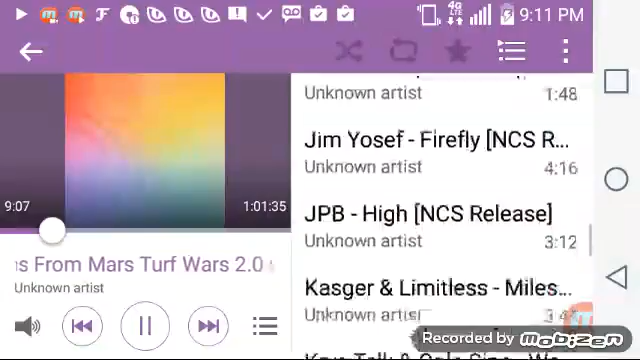 4G LTE 9:11 PM
Unknown artist 1:48
Jim Yosef - Firefly [NCS R...
Unknown artist 4:16
9:07 1:01:35
JPB - High [NCS Release]
Unknown artist 3:12
s From Mars Turf Wars 2.0
Unknown artist
Kasger & Limitless - Miles...
Unknown artist
Recorded by Mobizen